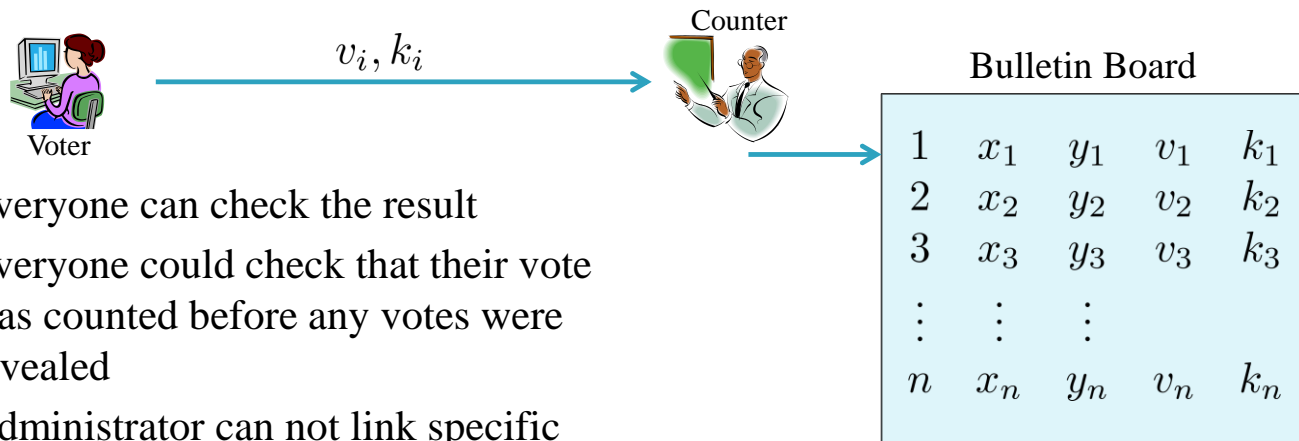 Counter
v_i, k_i
Bulletin Board
Voter
1 x_1 y_1 v_1 k_1
2 x_2 y_2 v_2 k_2
3 x_3 y_3 v_3 k_3
⋮ ⋮ ⋮
n x_n y_n v_n k_n
veryone can check the result
veryone could check that their vote
as counted before any votes were
vealed
dministrator can not link specific